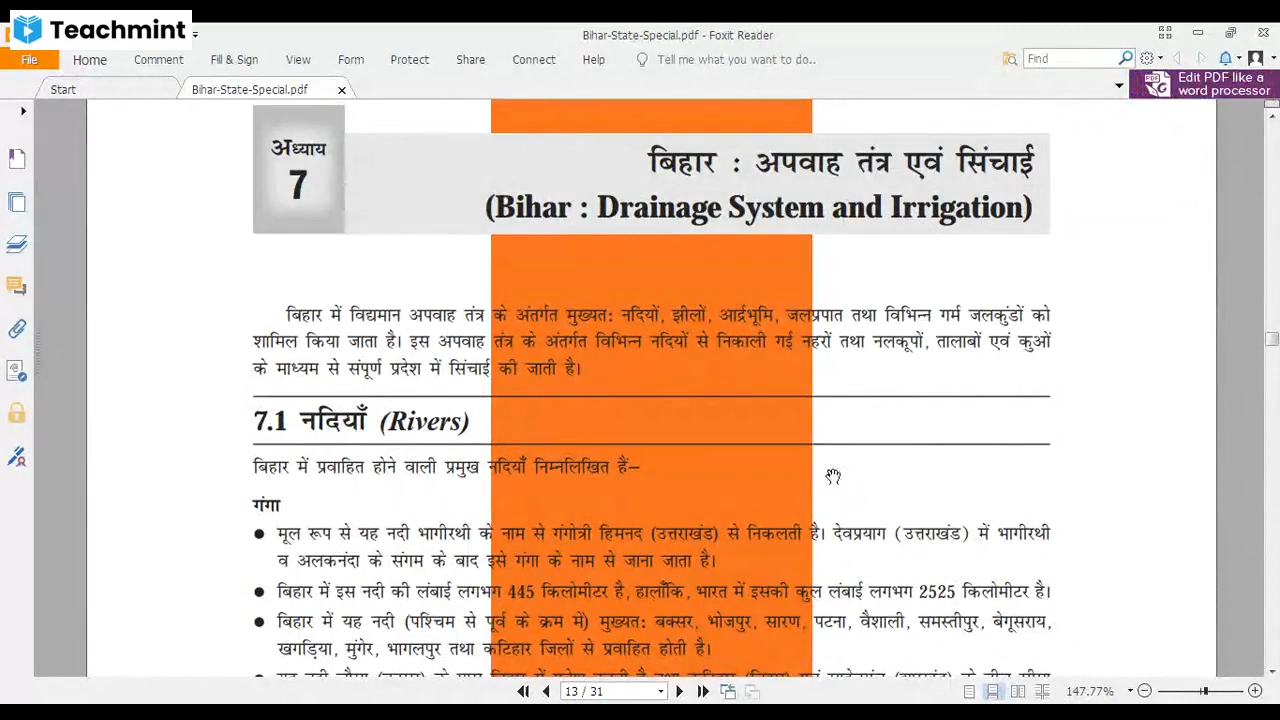 Teachmint
Bihar-State-Special.pdf - Foxit Reader
File Home Comment Fill & Sign View Form Protect Share Connect Help Tell me what you want to do.. Find
Start Bihar-State-Special.pdf
Edit PDF like a
word processor
अध्याय
7
बिहार : अपवाह तंत्र एवं सिंचाई
(Bihar : Drainage System and Irrigation)
बिहार में विद्यमान अपवाह तंत्र के अंतर्गत मुख्यतः नदियों, झीलों, आर्द्रभूमि, जलप्रपात तथा विभिन्न गर्म जलकुंडों को
शामिल किया जाता है। इस अपवाह तंत्र के अंतर्गत विभिन्न नदियों से निकाली गई नहरों तथा नलकूपों, तालाबों एवं कुओं
के माध्यम से संपूर्ण प्रदेश में सिंचाई की जाती है।
7.1 नदियाँ (Rivers)
बिहार में प्रवाहित होने वाली प्रमुख नदियाँ निम्नलिखित हैं–
गंगा
● मूल रूप से यह नदी भागीरथी के नाम से गंगोत्री हिमनद (उत्तराखंड) से निकलती है। देवप्रयाग (उत्तराखंड) में भागीरथी
व अलकनंदा के संगम के बाद इसे गंगा के नाम से जाना जाता है।
● बिहार में इस नदी की लंबाई लगभग 445 किलोमीटर है, हालाँकि, भारत में इसकी कुल लंबाई लगभग 2525 किलोमीटर है।
● बिहार में यह नदी (पश्चिम से पूर्व के क्रम में) मुख्यतः बक्सर, भोजपुर, सारण, पटना, वैशाली, समस्तीपुर, बेगूसराय,
खगड़िया, मुंगेर, भागलपुर तथा कटिहार जिलों से प्रवाहित होती है।
13 / 31 147.77%